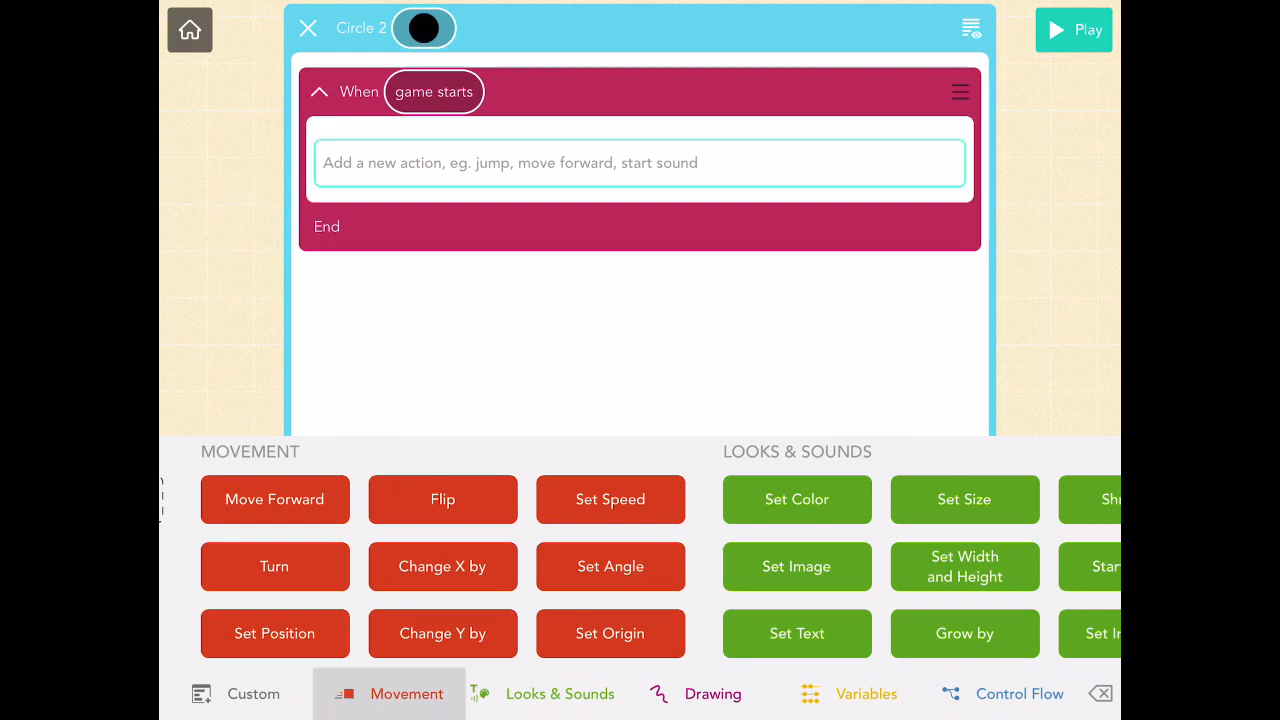 Circle 2
Play
When game starts
Add a new action, eg. jump, move forward, start sound
End
MOVEMENT
LOOKS & SOUNDS
Move Forward
Flip
Set Speed
Set Color
Set Size
Sh
Turn
Change X by
Set Angle
Set Image
Set Width
and Height
Star
Set Position
Change Y by
Set Origin
Set Text
Grow by
Set I
Custom
Movement
Looks & Sounds
Drawing
Variables
Control Flow